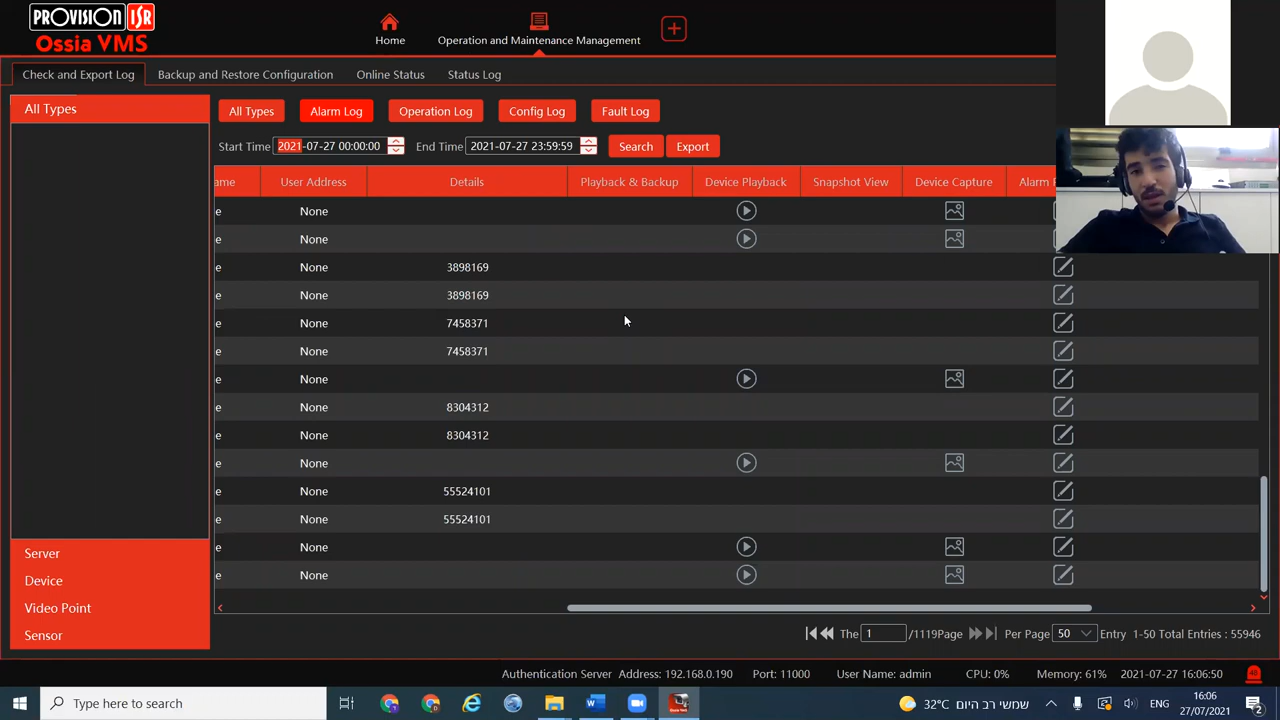 PROVISION ISR
Ossia VMS
Home
Operation and Maintenance Management
Check and Export Log
Backup and Restore Configuration
Online Status
Status Log
All Types
All Types
Alarm Log
Operation Log
Config Log
Fault Log
Start Time 2021-07-27 00:00:00 End Time 2021-07-27 23:59:59 Search Export
ame User Address Details Playback & Backup Device Playback Snapshot View Device Capture Alarm
e None
e None
e None 3898169
e None 3898169
e None 7458371
e None 7458371
e None
e None 8304312
e None 8304312
e None
e None 55524101
e None 55524101
e None
e None
Server
Device
Video Point
Sensor
The 1 /1119Page Per Page 50 Entry 1-50 Total Entries : 55946
Authentication Server Address: 192.168.0.190 Port: 11000 User Name: admin CPU: 0% Memory: 61% 2021-07-27 16:06:50
Type here to search
32°C שמשי רב היום
ENG
16:06
27/07/2021
2